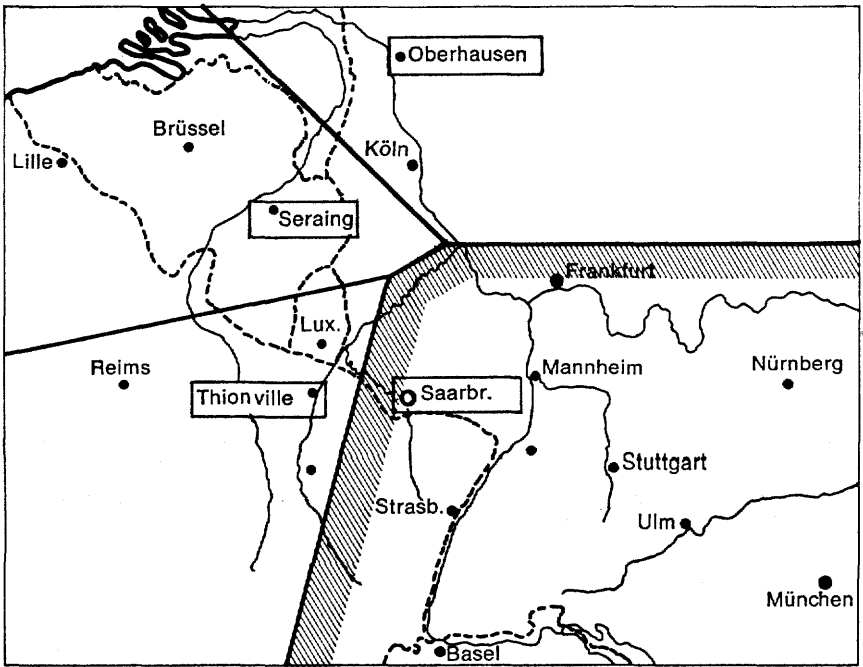 Oberhausen
Brüssel
Köln
Lille
Seraing
Frankfurt
Lux.
Reims
Mannheim
Nürnberg
Thionville
Saarbr.
Stuttgart
Strasb.
Ulm
München
Basel